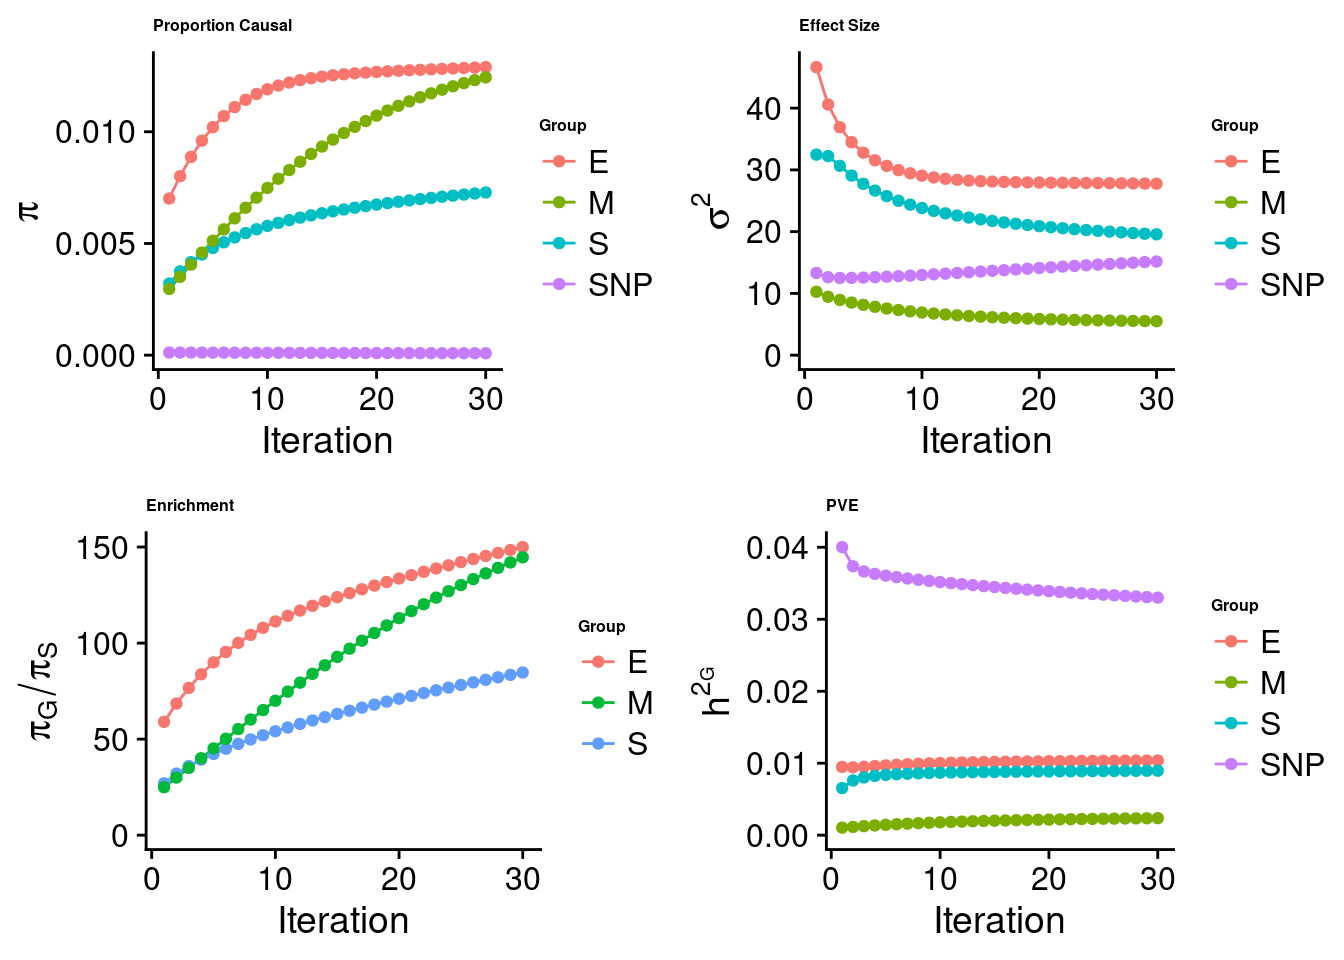 Proportion Causal
π
0.010
0.005
0.000
0 10 20 30
Iteration
Group
E
M
S
SNP
Effect Size
σ²
40
30
20
10
0
0 10 20 30
Iteration
Group
E
M
S
SNP
Enrichment
πG/πS
150
100
50
0
0 10 20 30
Iteration
Group
E
M
S
PVE
h²G
0.04
0.03
0.02
0.01
0.00
0 10 20 30
Iteration
Group
E
M
S
SNP